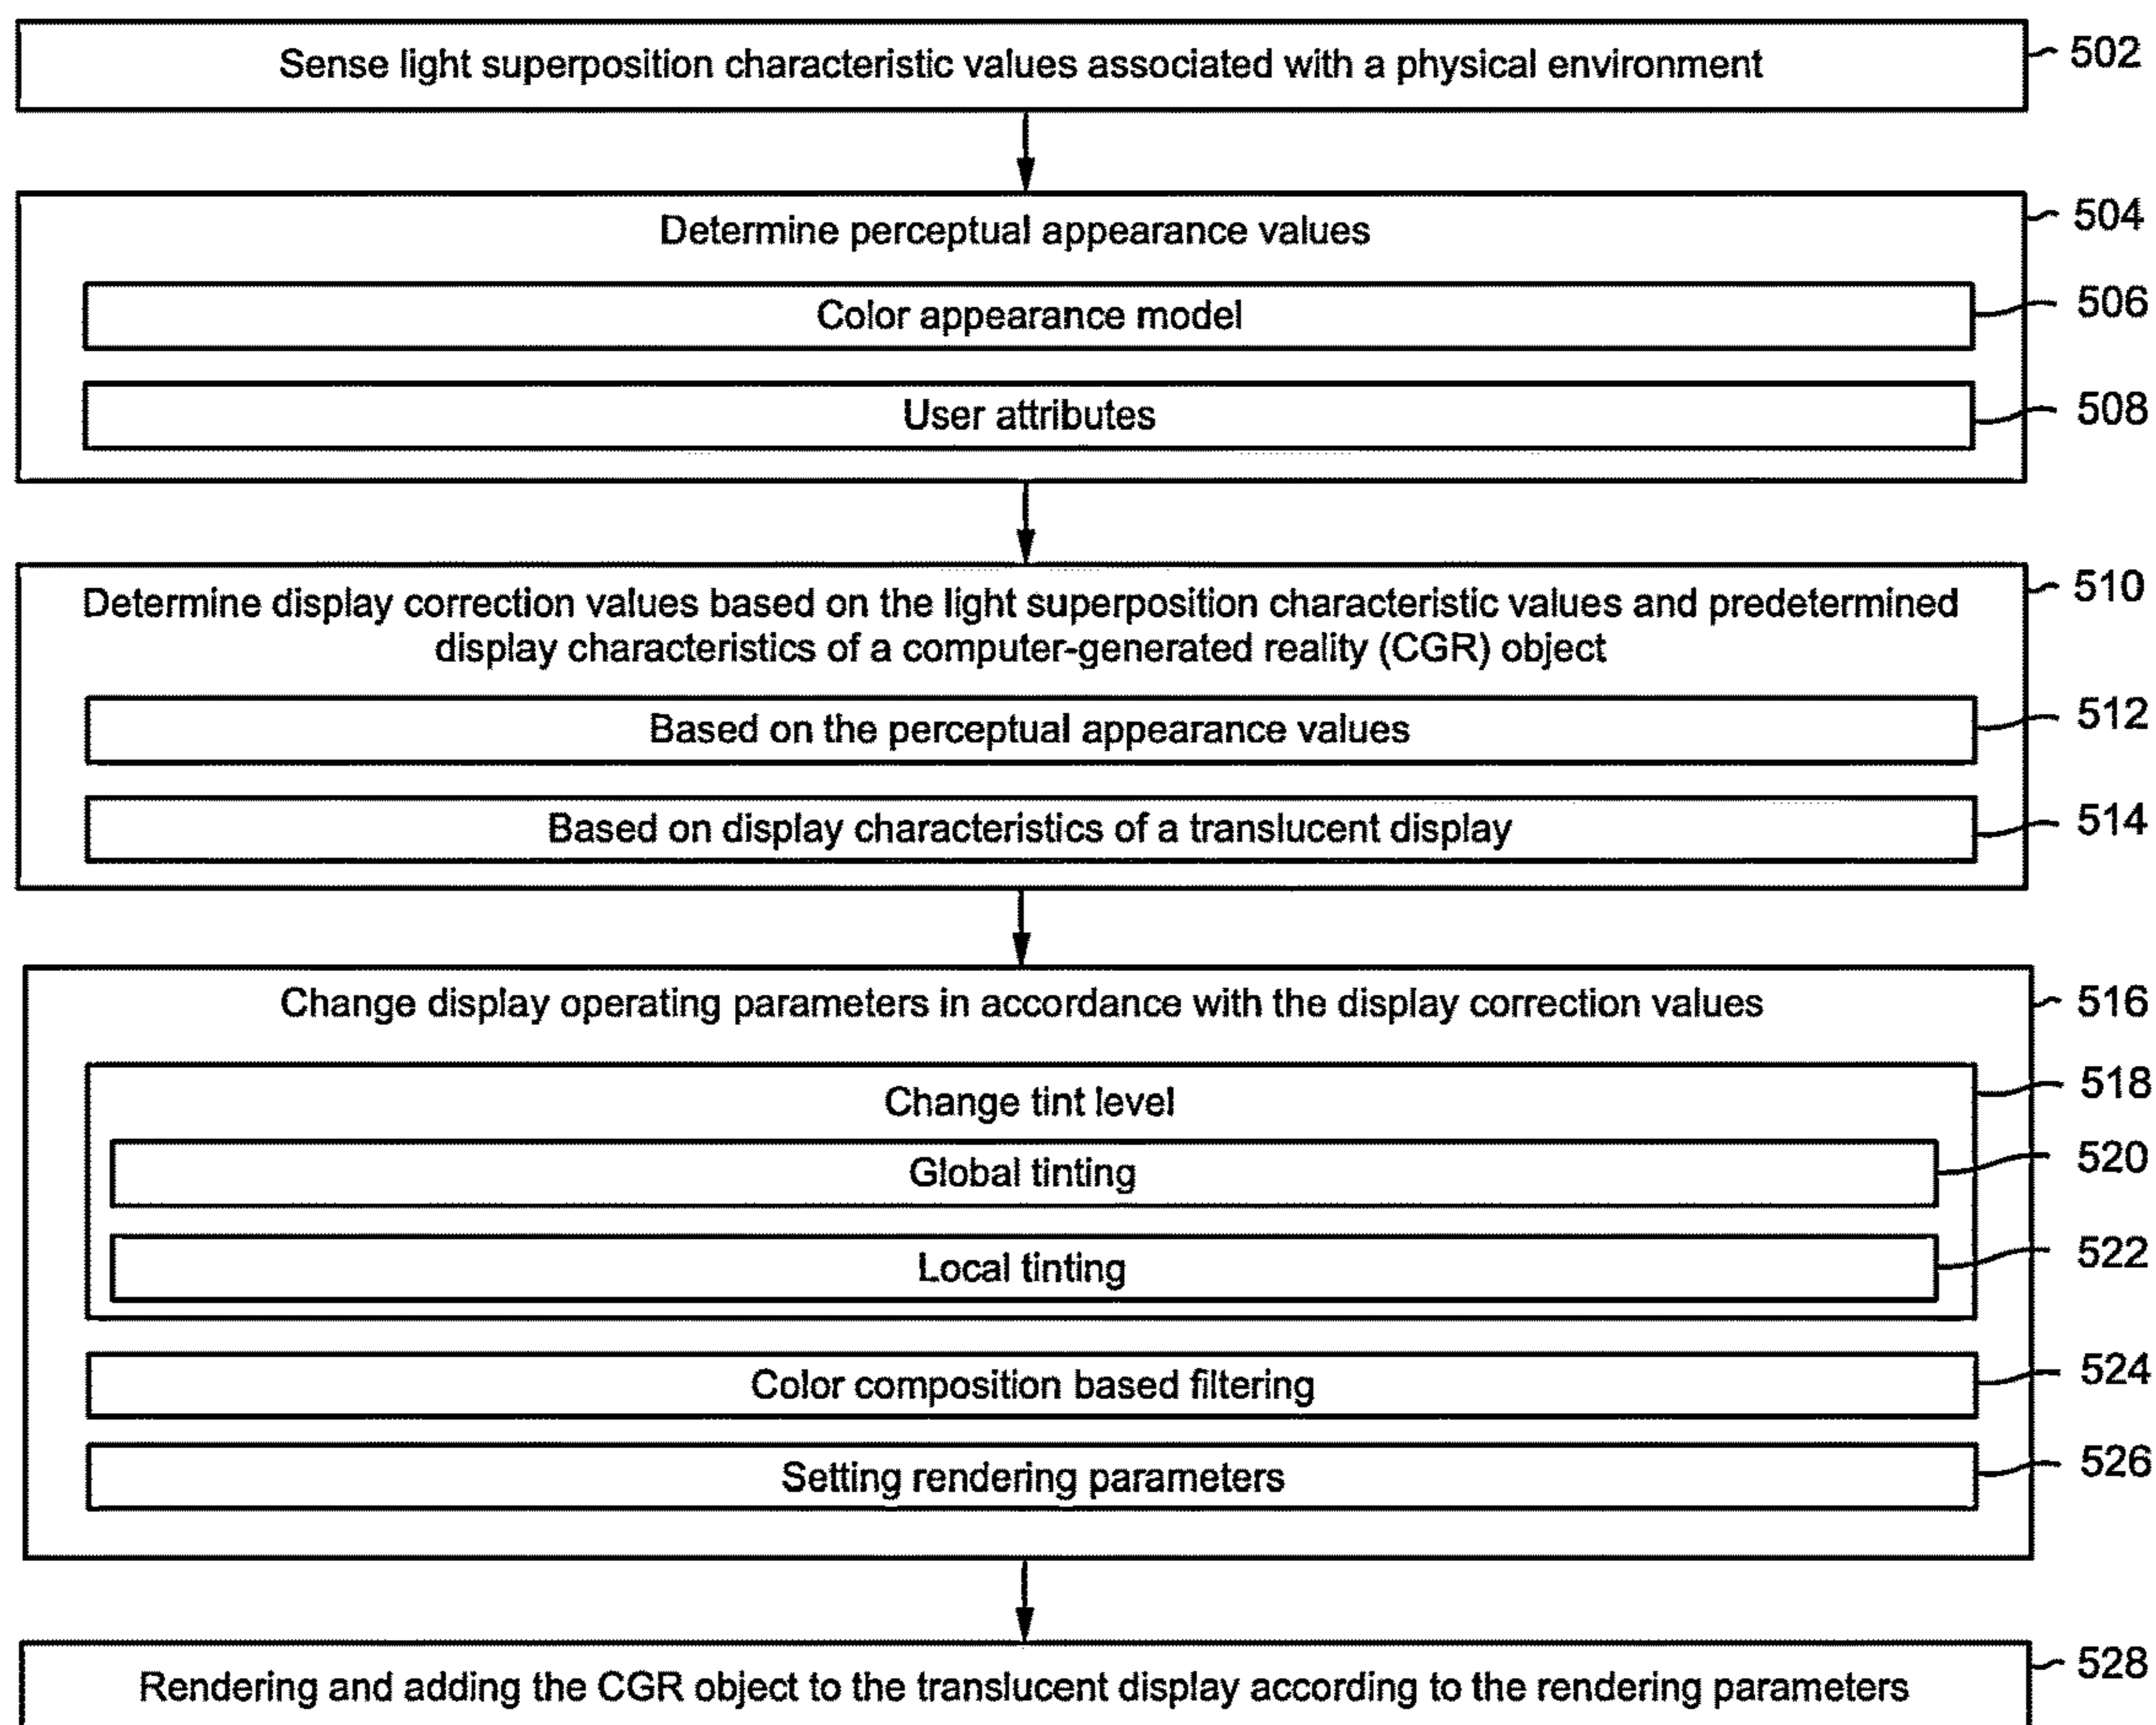 Sense light superposition characteristic values associated with a physical environment
502
Determine perceptual appearance values
504
Color appearance model
506
User attributes
508
Determine display correction values based on the light superposition characteristic values and predetermined
display characteristics of a computer-generated reality (CGR) object
510
Based on the perceptual appearance values
512
Based on display characteristics of a translucent display
514
Change display operating parameters in accordance with the display correction values
516
Change tint level
518
Global tinting
520
Local tinting
522
Color composition based filtering
524
Setting rendering parameters
526
Rendering and adding the CGR object to the translucent display according to the rendering parameters
528